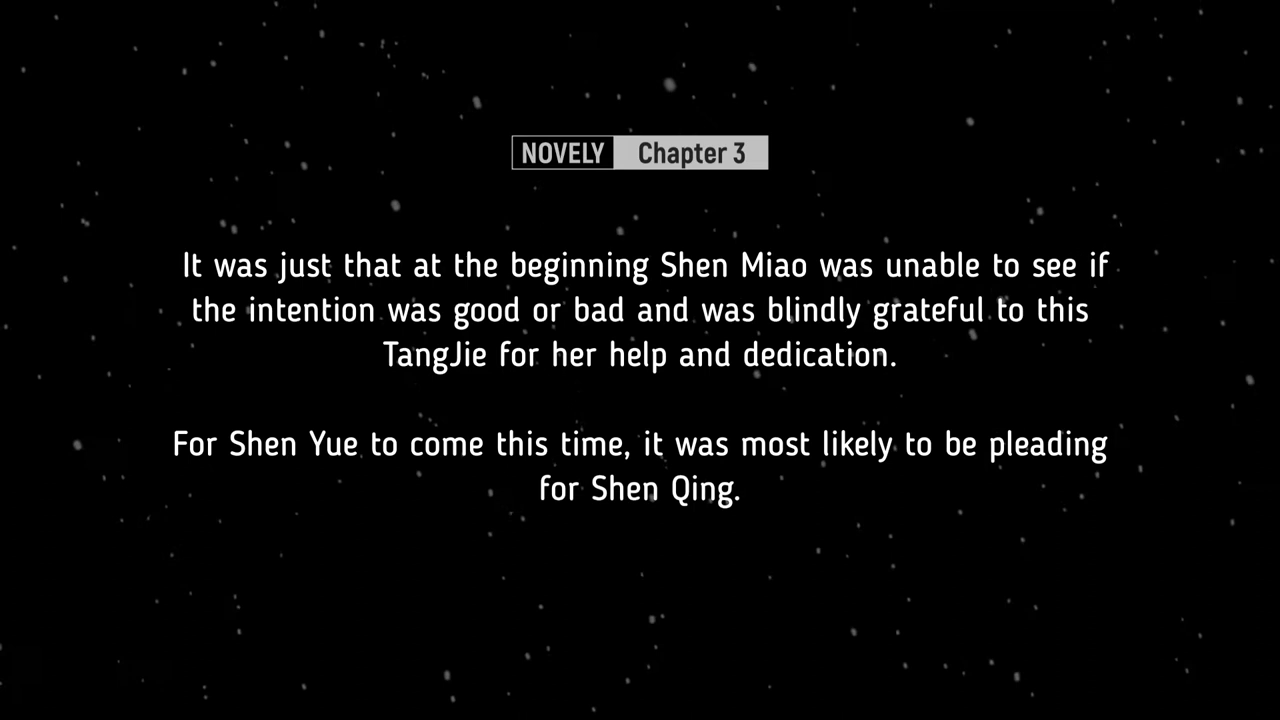 NOVELY Chapter 3
It was just that at the beginning Shen Miao was unable to see if
the intention was good or bad and was blindly grateful to this
TangJie for her help and dedication.
For Shen Yue to come this time, it was most likely to be pleading
for Shen Qing.